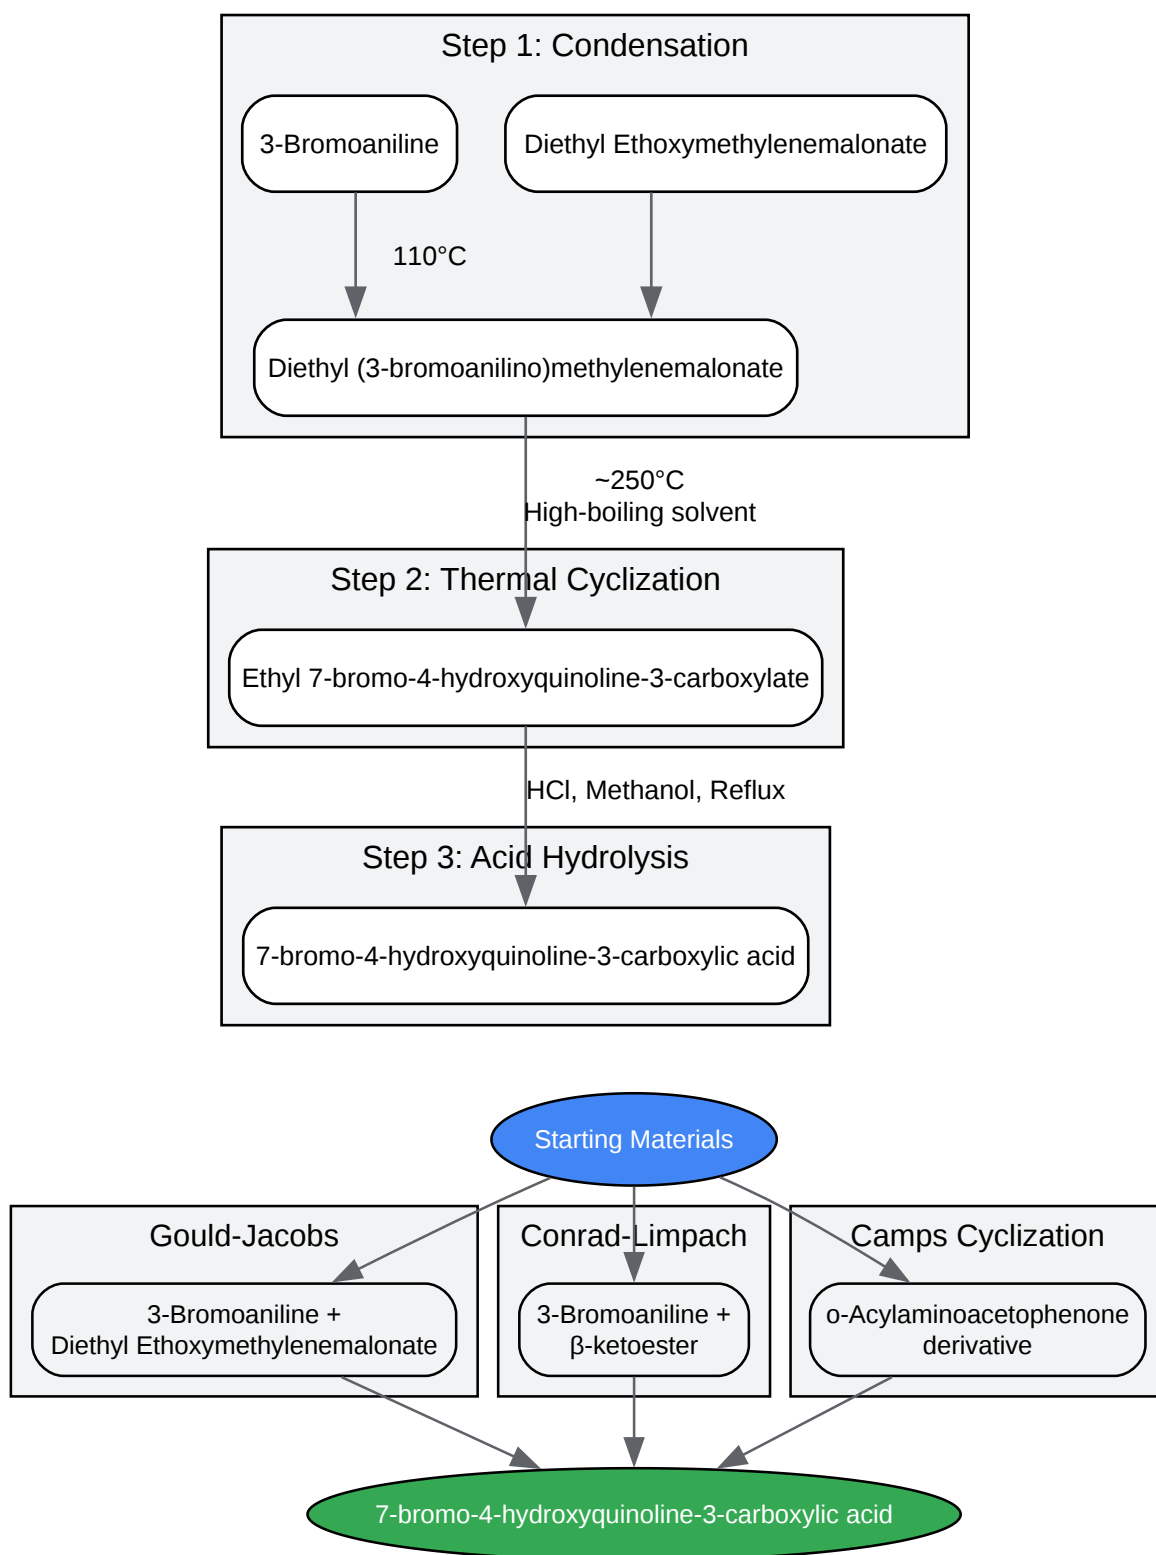 Step 1: Condensation
3-Bromoaniline
Diethyl Ethoxymethylenemalonate
110°C
Diethyl (3-bromoanilino)methylenemalonate
~250°C
High-boiling solvent
Step 2: Thermal Cyclization
Ethyl 7-bromo-4-hydroxyquinoline-3-carboxylate
HCl, Methanol, Reflux
Step 3: Acid Hydrolysis
7-bromo-4-hydroxyquinoline-3-carboxylic acid
Starting Materials
Gould-Jacobs
3-Bromoaniline +
Diethyl Ethoxymethylenemalonate
Conrad-Limpach
3-Bromoaniline +
β-ketoester
Camps Cyclization
o-Acylaminoacetophenone
derivative
7-bromo-4-hydroxyquinoline-3-carboxylic acid